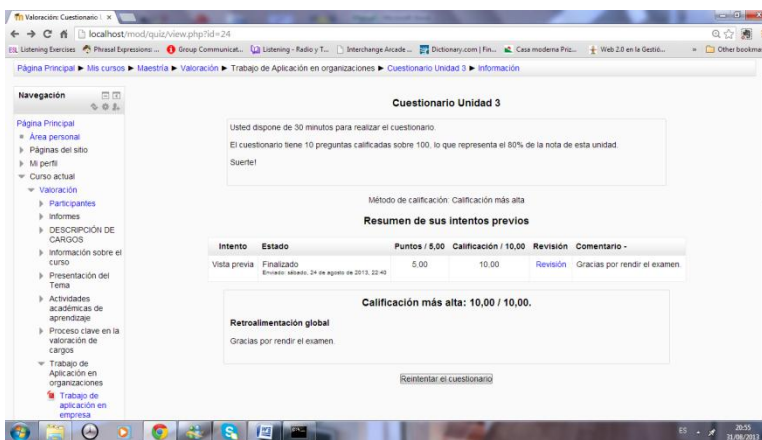 Valoración: Cuestionario
localhost/mod/quiz/view.php?id=24
Listening Exercises
Phrasal Expressions: ...
Group Communicat...
Listening - Radio y T...
Interchange Arcade ...
Dictionary.com | Fin...
Casa moderna Priz...
Web 2.0 en la Gestió...
»
Other bookma
Página Principal ► Mis cursos ► Maestría ► Valoración ► Trabajo de Aplicación en organizaciones ► Cuestionario Unidad 3 ► Información
Navegación
Página Principal
Área personal
Páginas del sitio
Mi perfil
Curso actual
Valoración
Participantes
Informes
DESCRIPCIÓN DE
CARGOS
Información sobre el
curso
Presentación del
Tema
Actividades
académicas de
aprendizaje
Proceso clave en la
valoración de
cargos
Trabajo de
Aplicación en
organizaciones
Trabajo de
aplicación en
empresa
Cuestionario Unidad 3
Usted dispone de 30 minutos para realizar el cuestionario.
El cuestionario tiene 10 preguntas calificadas sobre 100, lo que representa el 80% de la nota de esta unidad.
Suerte!
Método de calificación: Calificación más alta
Resumen de sus intentos previos
Intento Estado Puntos / 5,00 Calificación / 10,00 Revisión Comentario -
Vista previa Finalizado 5,00 10,00 Revisión Gracias por rendir el examen.
Enviado: sábado, 24 de agosto de 2013, 22:40
Calificación más alta: 10,00 / 10,00.
Retroalimentación global
Gracias por rendir el examen.
Reintentar el cuestionario
ES
20:55
31/08/2013